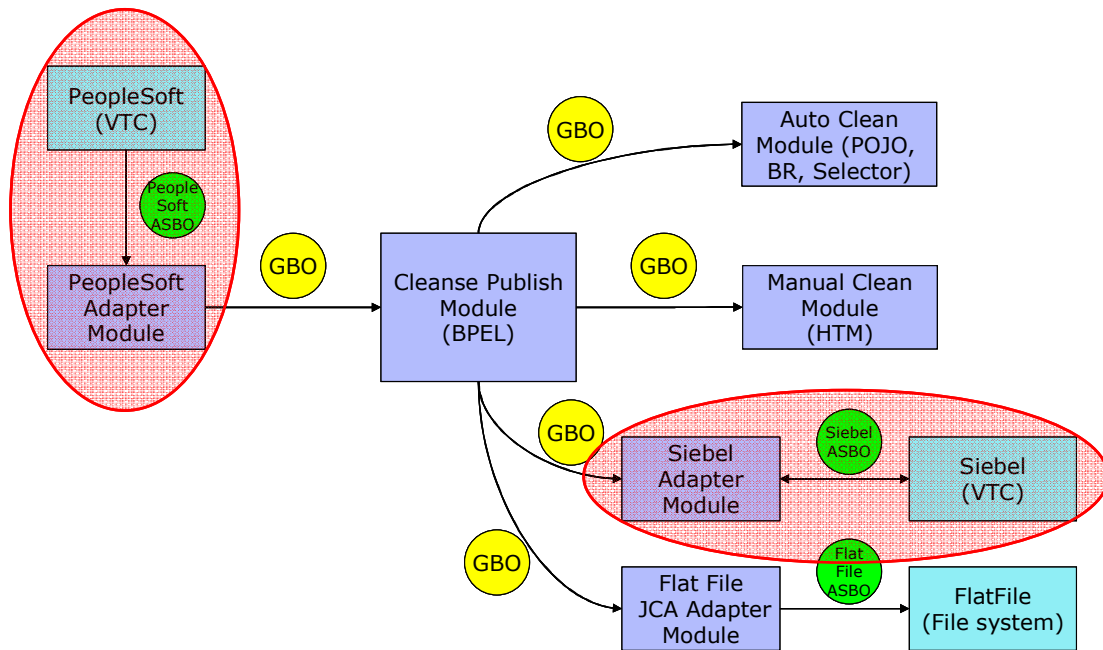 PeopleSoft
(VTC)
People
Soft
ASBO
PeopleSoft
Adapter
Module
GBO
Cleanse Publish
Module
(BPEL)
GBO
Auto Clean
Module (POJO,
BR, Selector)
GBO
Manual Clean
Module
(HTM)
GBO
Siebel
Adapter
Module
Siebel
ASBO
Siebel
(VTC)
GBO
Flat File
JCA Adapter
Module
Flat
File
ASBO
FlatFile
(File system)